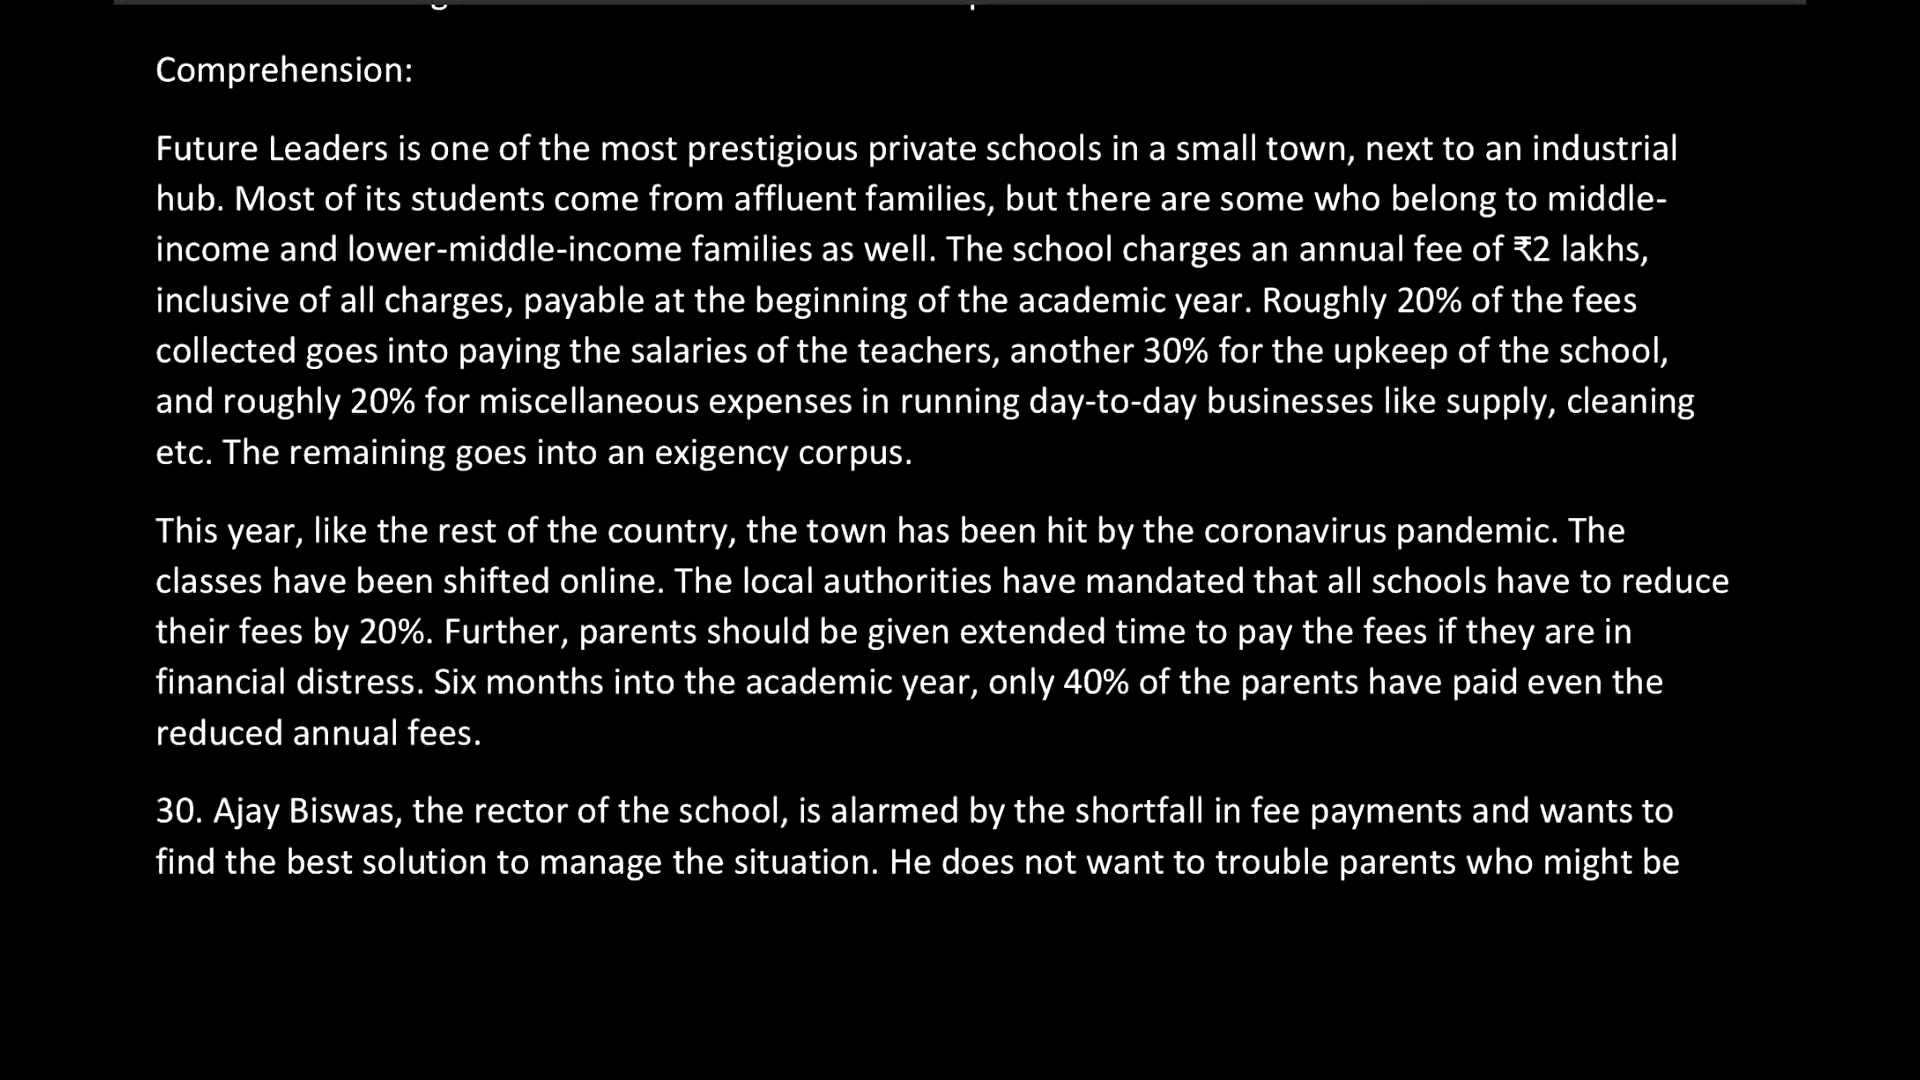 Comprehension:
Future Leaders is one of the most prestigious private schools in a small town, next to an industrial
hub. Most of its students come from affluent families, but there are some who belong to middle-
income and lower-middle-income families as well. The school charges an annual fee of ₹2 lakhs,
inclusive of all charges, payable at the beginning of the academic year. Roughly 20% of the fees
collected goes into paying the salaries of the teachers, another 30% for the upkeep of the school,
and roughly 20% for miscellaneous expenses in running day-to-day businesses like supply, cleaning
etc. The remaining goes into an exigency corpus.
This year, like the rest of the country, the town has been hit by the coronavirus pandemic. The
classes have been shifted online. The local authorities have mandated that all schools have to reduce
their fees by 20%. Further, parents should be given extended time to pay the fees if they are in
financial distress. Six months into the academic year, only 40% of the parents have paid even the
reduced annual fees.
30. Ajay Biswas, the rector of the school, is alarmed by the shortfall in fee payments and wants to
find the best solution to manage the situation. He does not want to trouble parents who might be